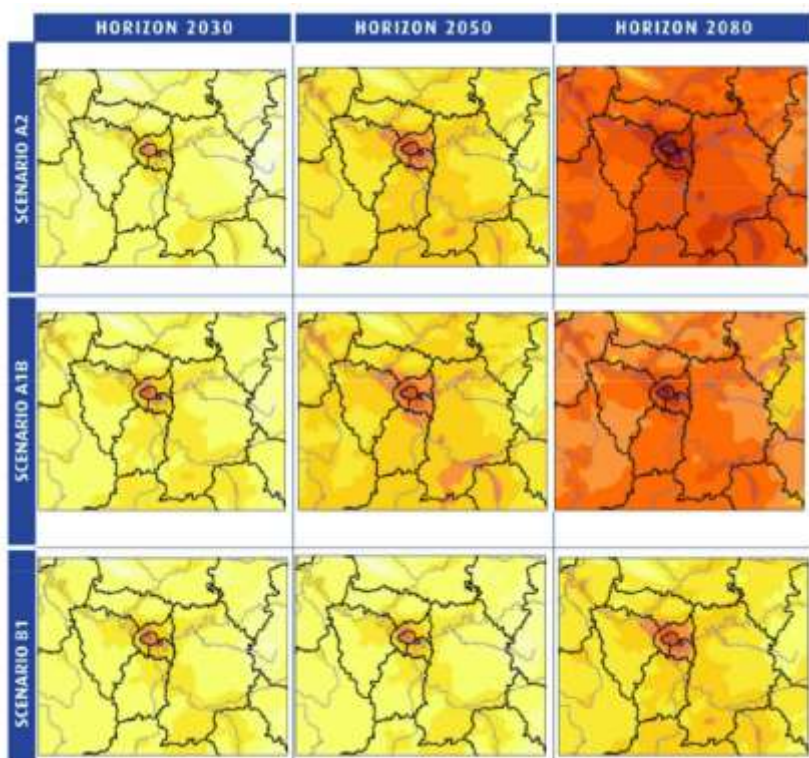 HORIZON 2030
HORIZON 2050
HORIZON 2080
SCENARIO A2
SCENARIO A1B
SCENARIO B1